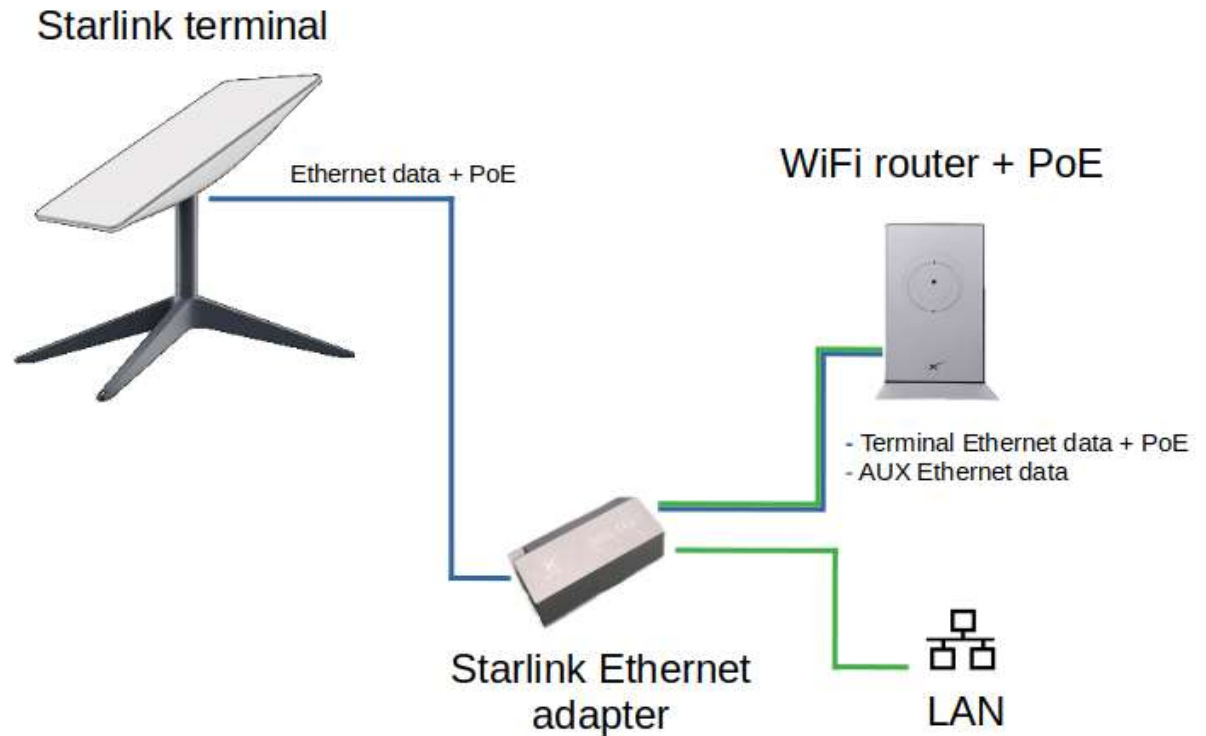 Starlink terminal
Ethernet data + PoE
WiFi router + PoE
- Terminal Ethernet data + PoE
- AUX Ethernet data
Starlink Ethernet
adapter
LAN